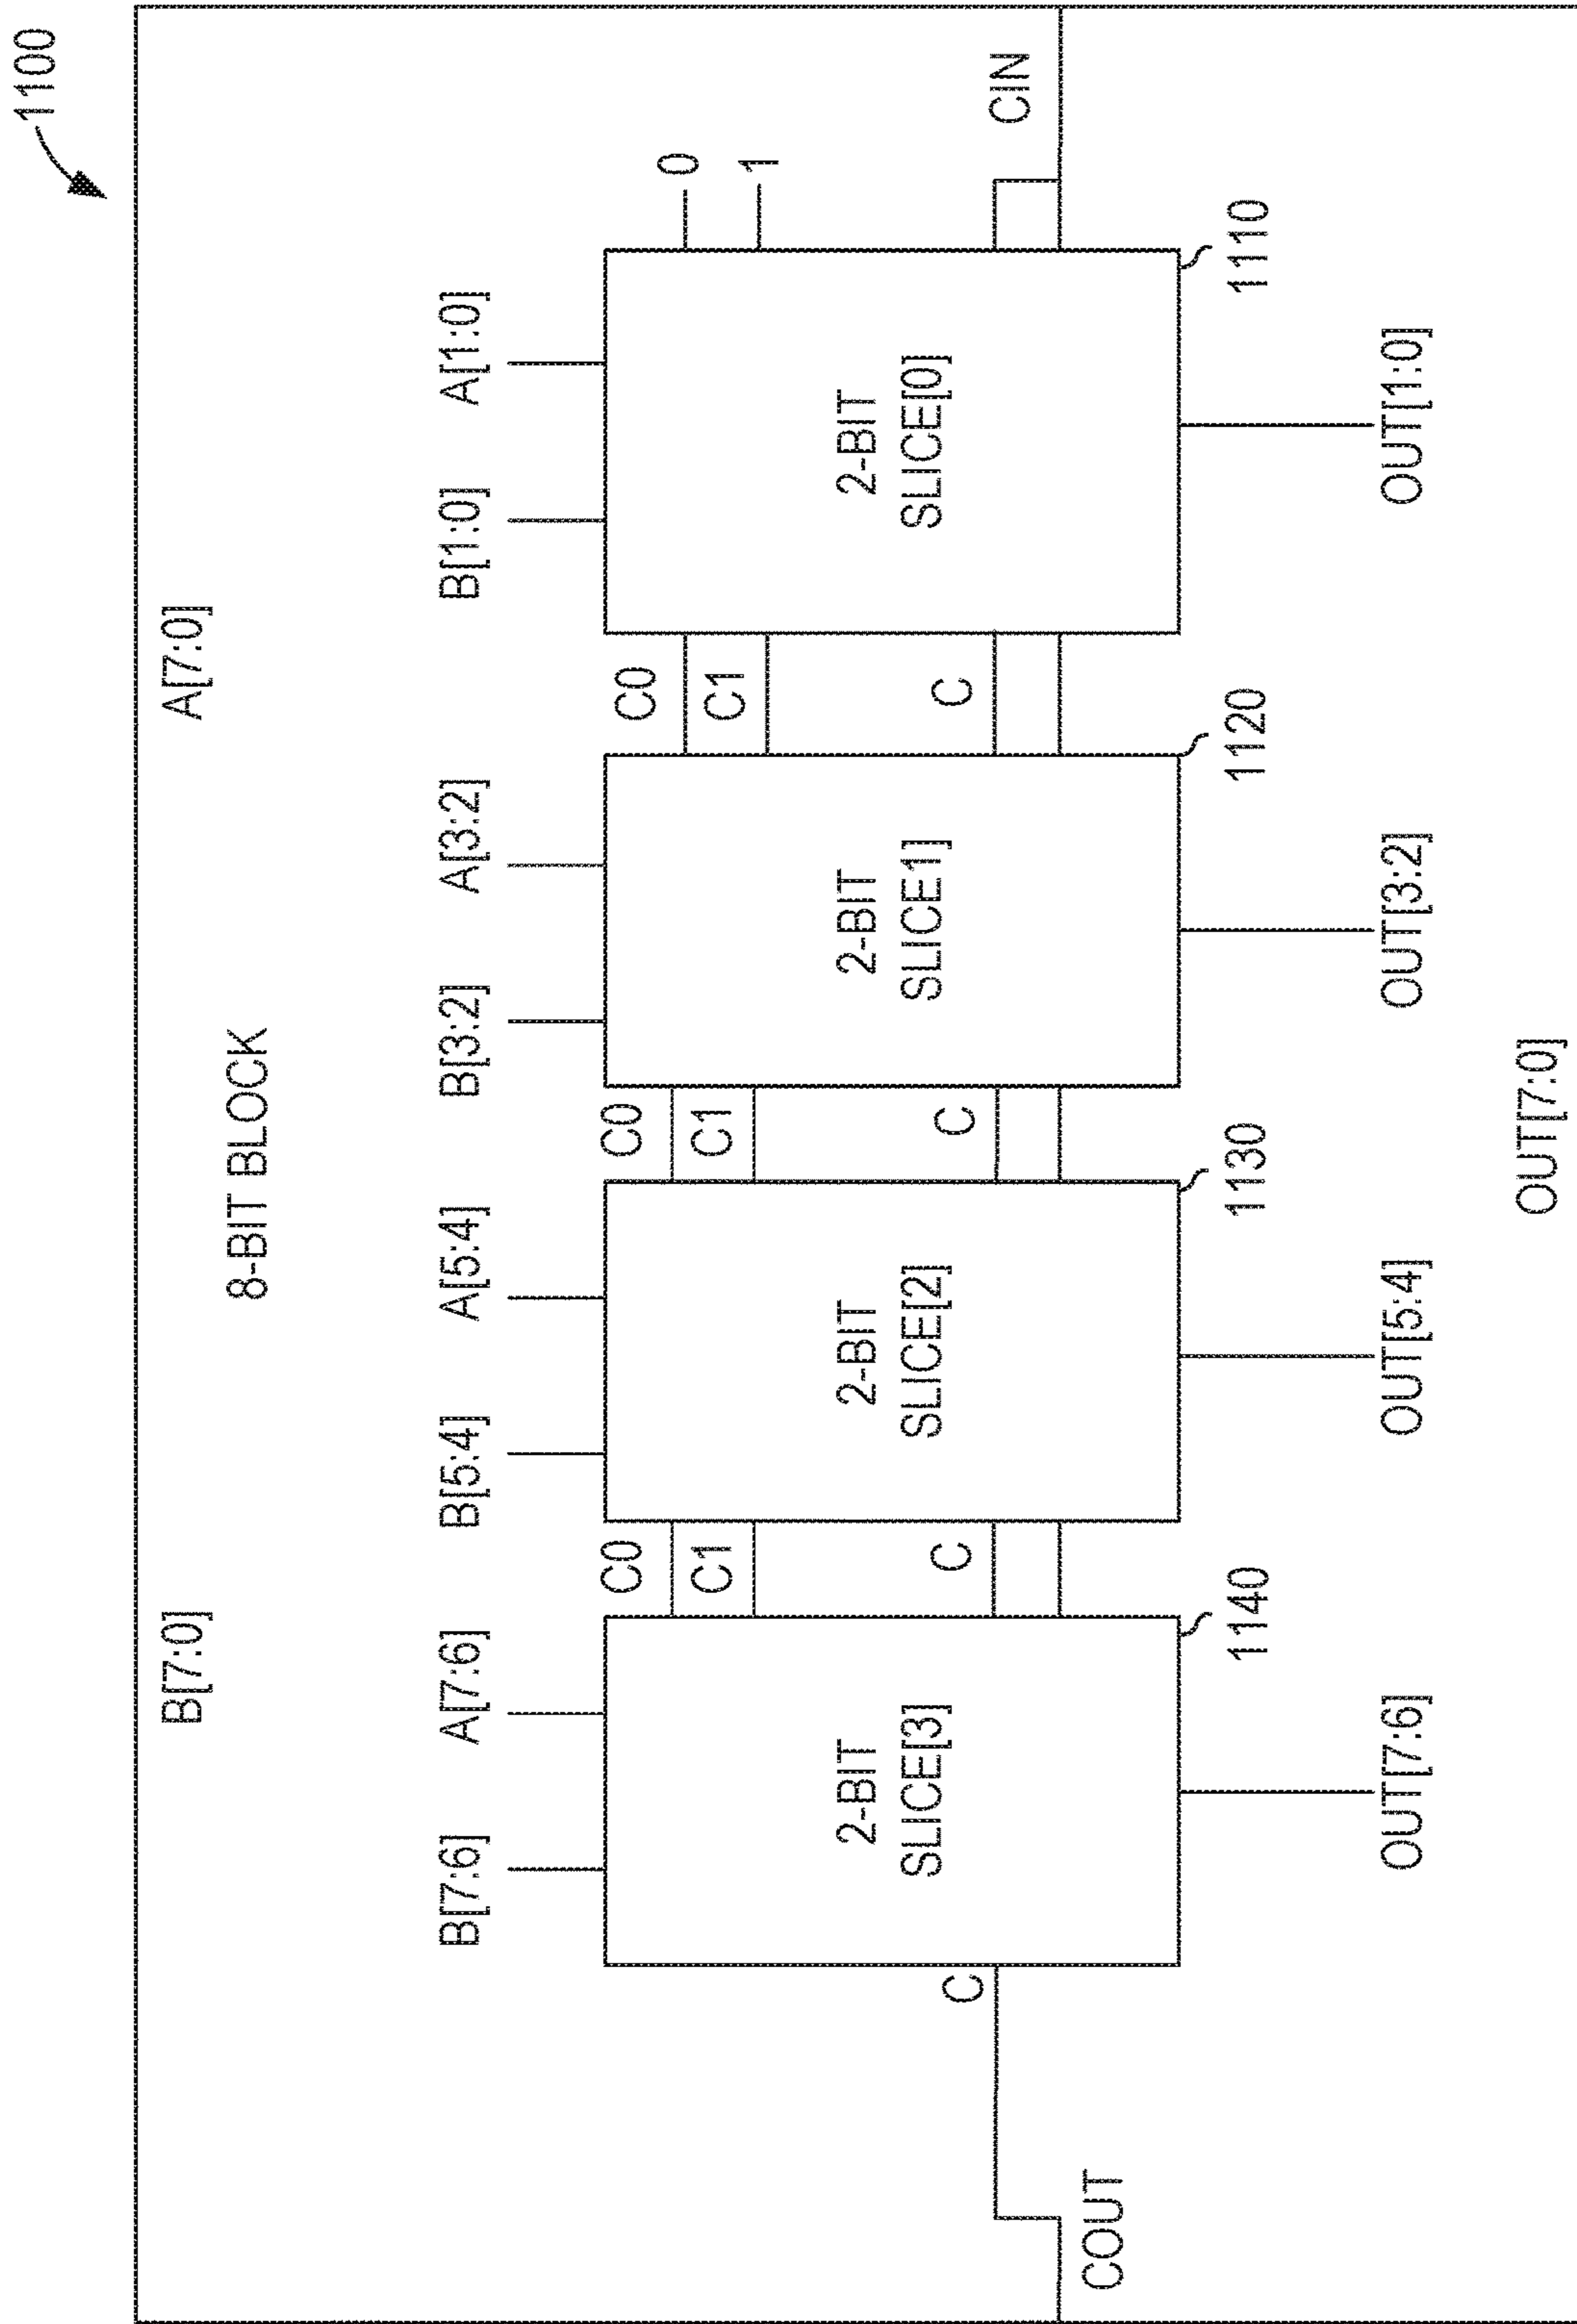 1100
B[7:0]
A[7:0]
8-BIT BLOCK
B[7:6]
A[7:6]
B[5:4]
A[5:4]
B[3:2]
A[3:2]
B[1:0]
A[1:0]
C0
C0
C0
0
C1
C1
C1
1
2-BIT
SLICE[3]
2-BIT
SLICE[2]
2-BIT
SLICE1]
2-BIT
SLICE[0]
C
C
C
C
CIN
COUT
1140
1130
1120
1110
OUT[7:6]
OUT[5:4]
OUT[3:2]
OUT[1:0]
OUT[7:0]